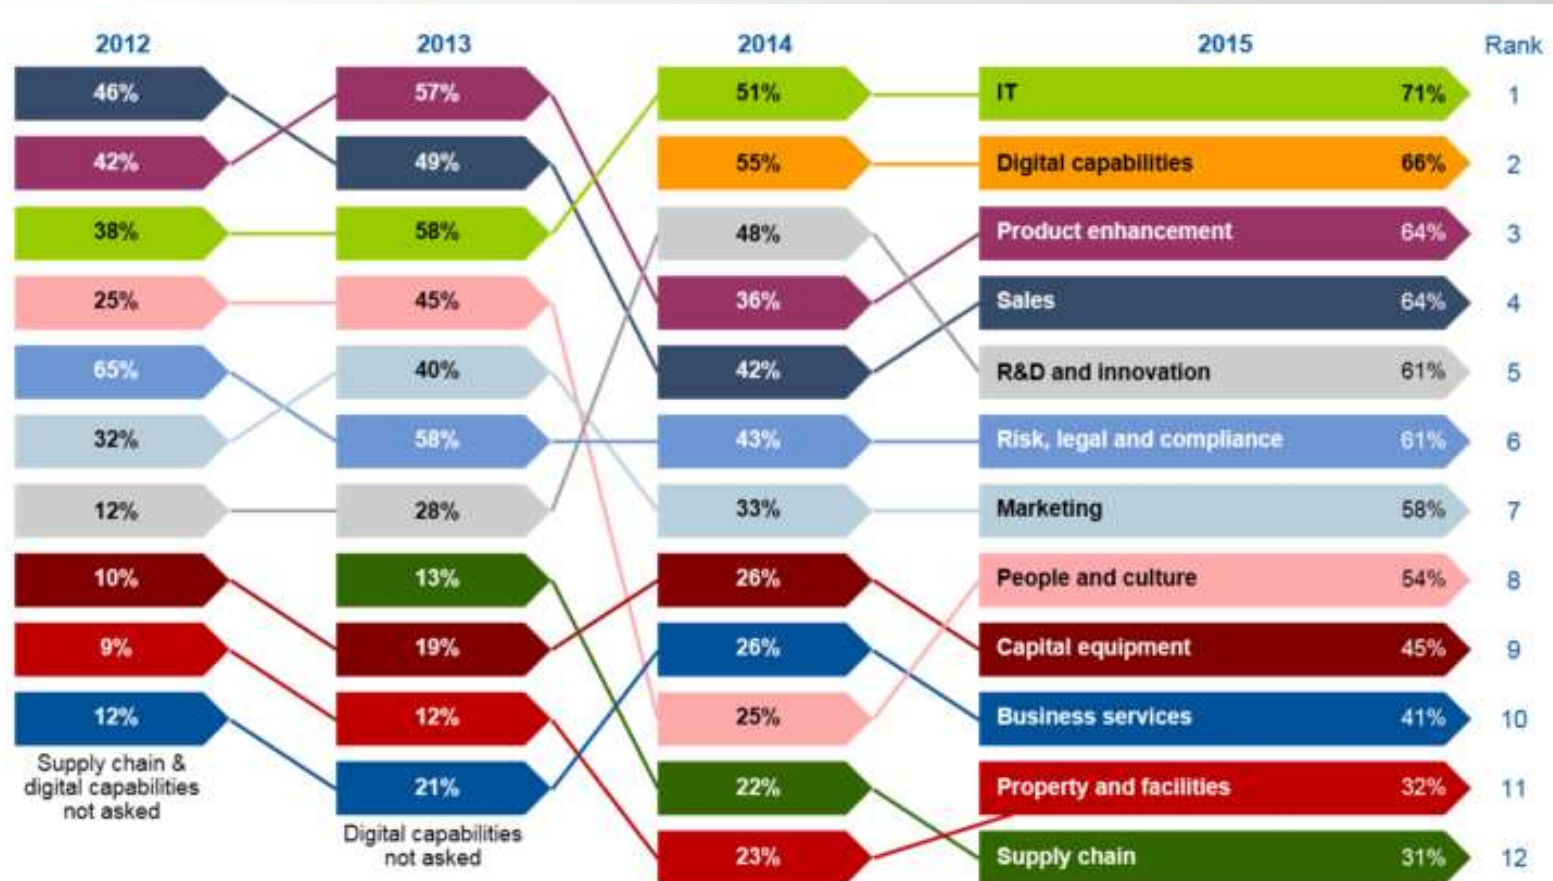 2012 2013 2014 2015 Rank
46% 57% 51% IT 71% 1
42% 49% 55% Digital capabilities 66% 2
38% 58% 48% Product enhancement 64% 3
25% 45% 36% Sales 64% 4
65% 40% 42% R&D and innovation 61% 5
32% 58% 43% Risk, legal and compliance 61% 6
12% 28% 33% Marketing 58% 7
10% 13% 26% People and culture 54% 8
9% 19% 26% Capital equipment 45% 9
12% 12% 25% Business services 41% 10
Supply chain &
digital capabilities
not asked
21% 22% Property and facilities 32% 11
Digital capabilities
not asked
23% Supply chain 31% 12